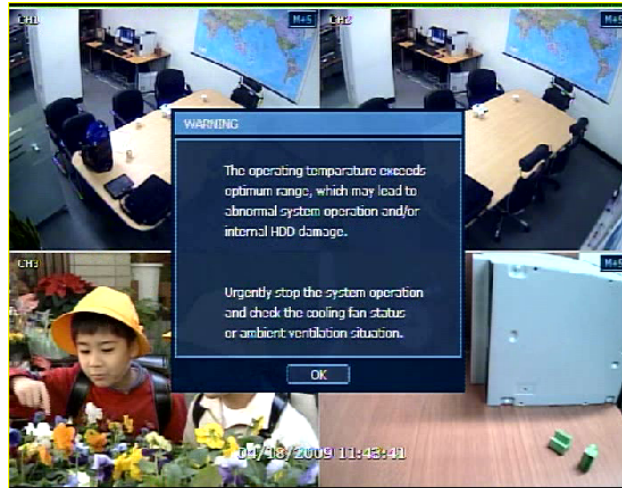 CH1
M+S
CH2
M+S
WARNING
The operating temparature exceeds
optimum range, which may lead to
abnormal system operation and/or
internal HDD damage.
Urgently stop the system operation
and check the cooling fan status
or ambient ventilation situation.
OK
CH3
M+S
04/18/2009 11:43:41